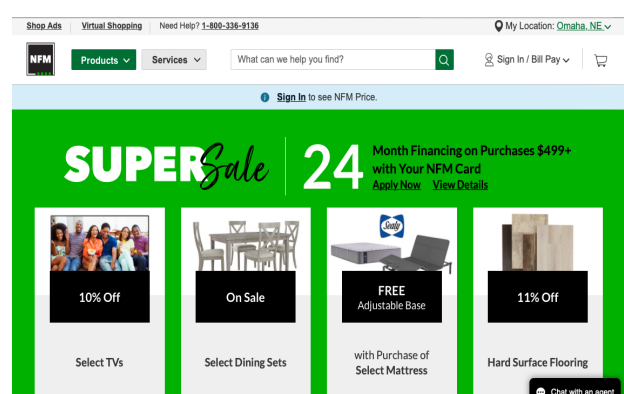 Shop Ads Virtual Shopping Need Help? 1-800-336-9136 My Location: Omaha, NE
NFM Products Services What can we help you find? Sign In / Bill Pay
Sign In to see NFM Price.
SUPER Sale
24
Month Financing on Purchases $499+
with Your NFM Card
Apply Now View Details
10% Off
Select TVs
On Sale
Select Dining Sets
Sealy
FREE
Adjustable Base
with Purchase of
Select Mattress
11% Off
Hard Surface Flooring
Chat with an agent